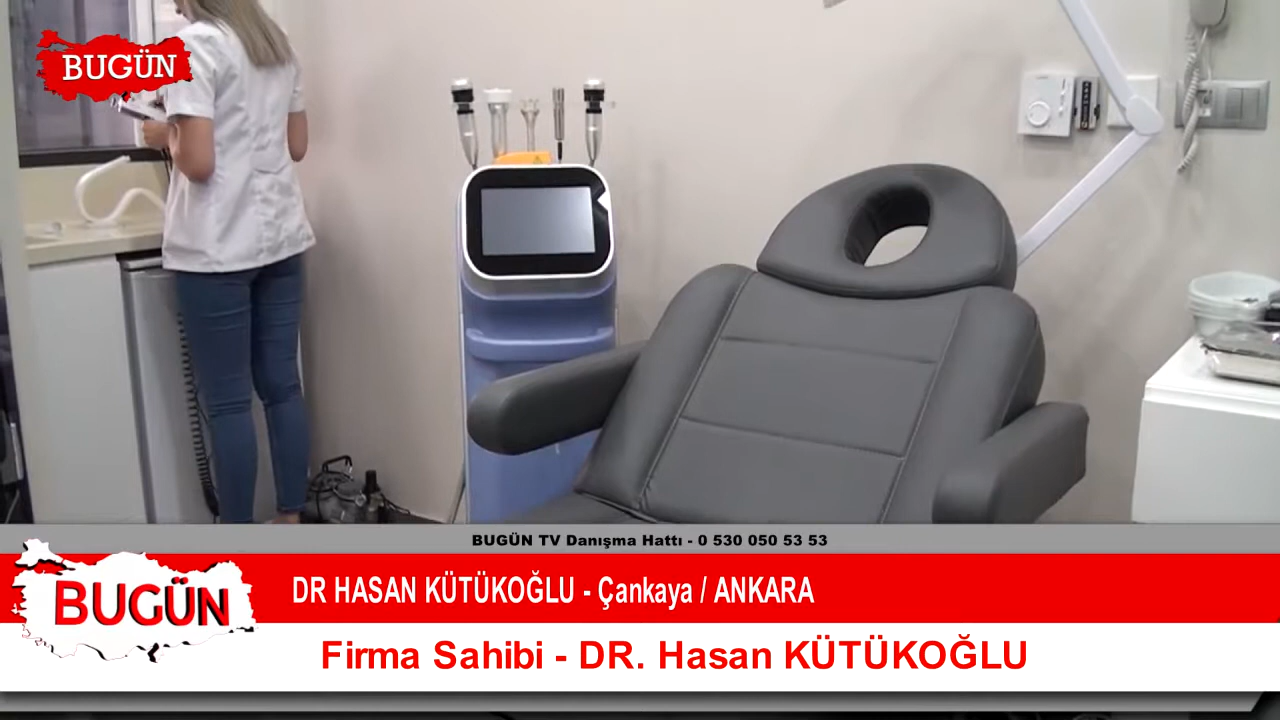 BUGÜN
BUGÜN TV Danışma Hattı - 0 530 050 53 53
BUGÜN
DR HASAN KÜTÜKOĞLU - Çankaya / ANKARA
Firma Sahibi - DR. Hasan KÜTÜKOĞLU